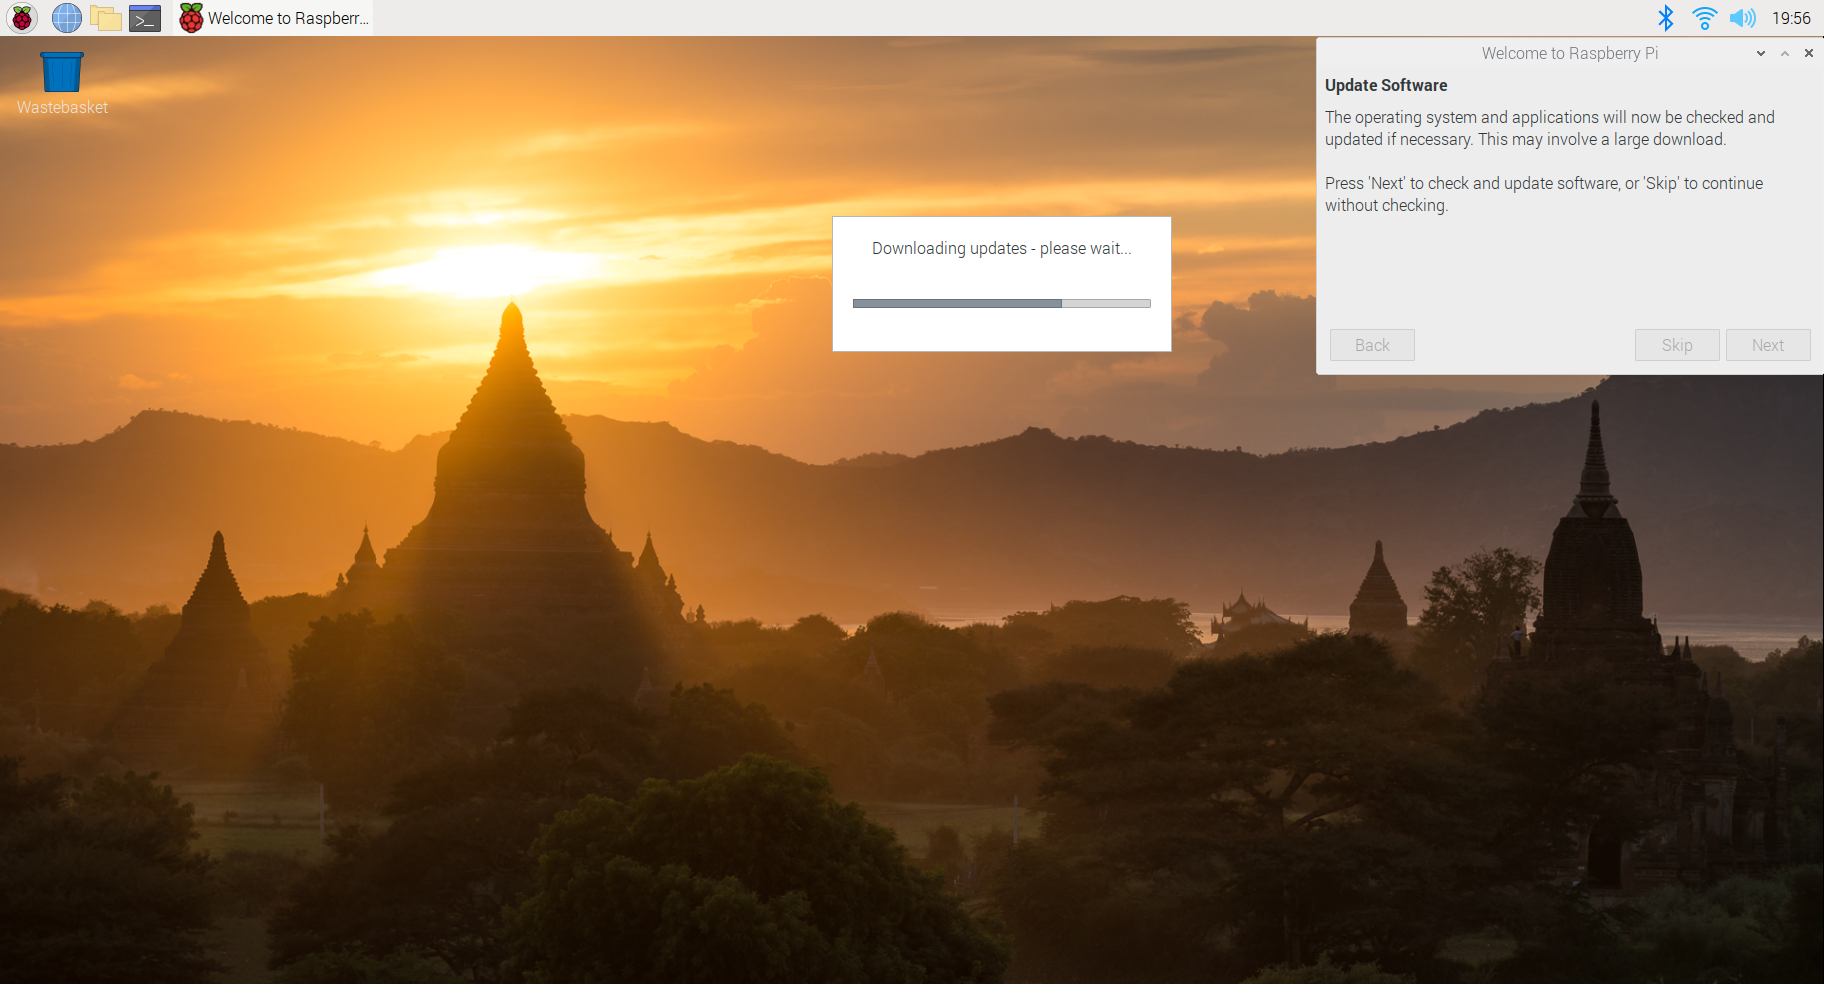 Welcome to Raspberr...
19:56
Wastebasket
Welcome to Raspberry Pi
Update Software
The operating system and applications will now be checked and
updated if necessary. This may involve a large download.
Press 'Next' to check and update software, or 'Skip' to continue
without checking.
Back
Skip
Next
Downloading updates - please wait...